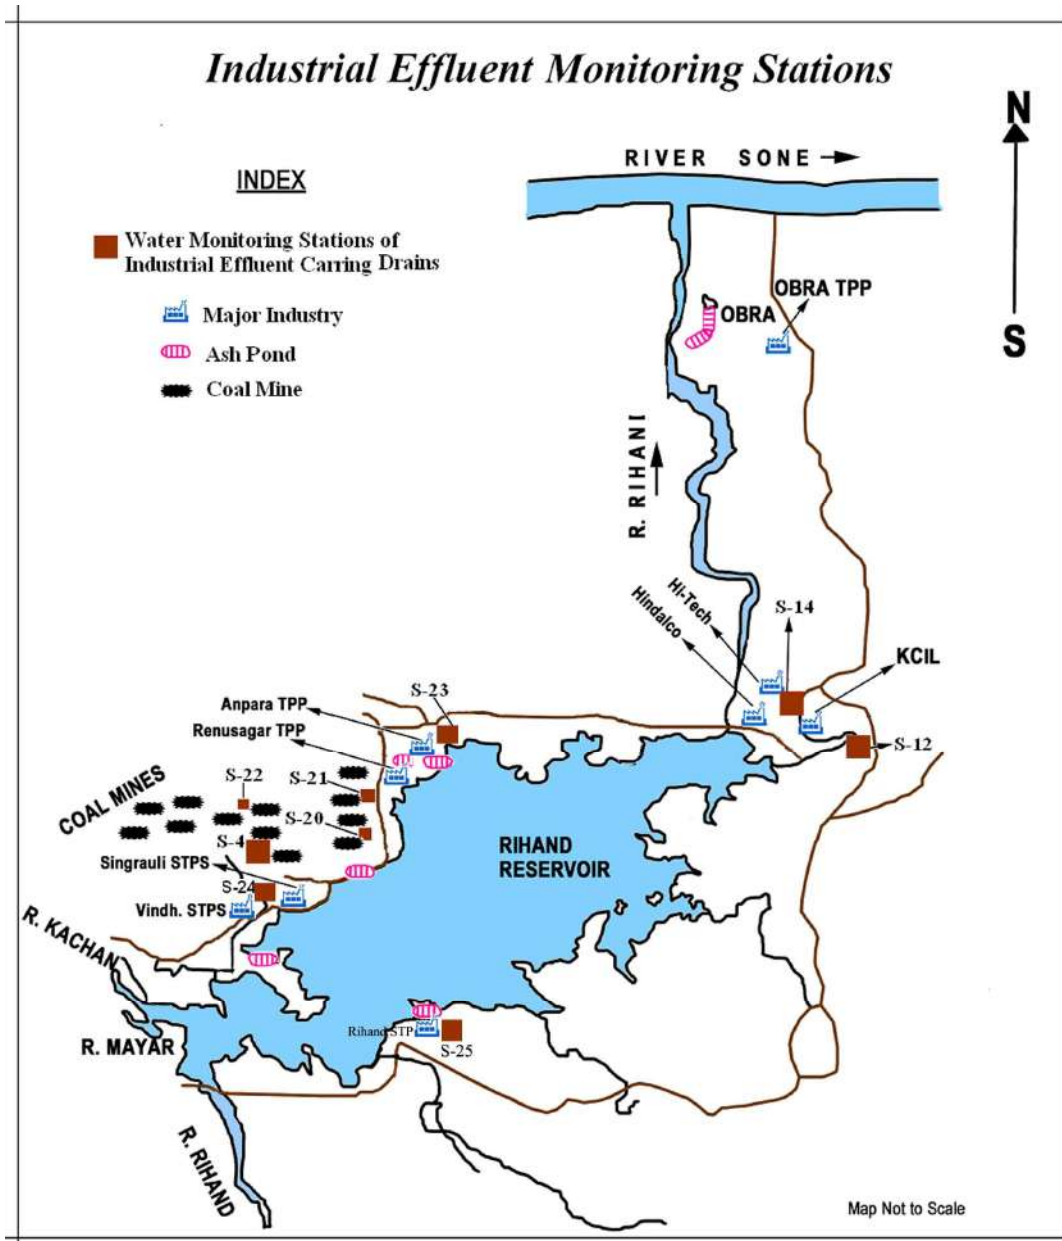 Industrial Effluent Monitoring Stations
N
S
RIVER SONE
INDEX
Water Monitoring Stations of
Industrial Effluent Carring Drains
Major Industry
Ash Pond
Coal Mine
OBRA TPP
OBRA
R. RIHANI
Hi-Tech
Hindalco
S-14
KCIL
S-12
S-23
Anpara TPP
Renusagar TPP
S-22
S-21
COAL MINES
S-20
S-4
Singrauli STPS
S-24
Vindh. STPS
RIHAND
RESERVOIR
R. KACHAN
R. MAYAR
Rihand STP
S-25
R. RIHAND
Map Not to Scale